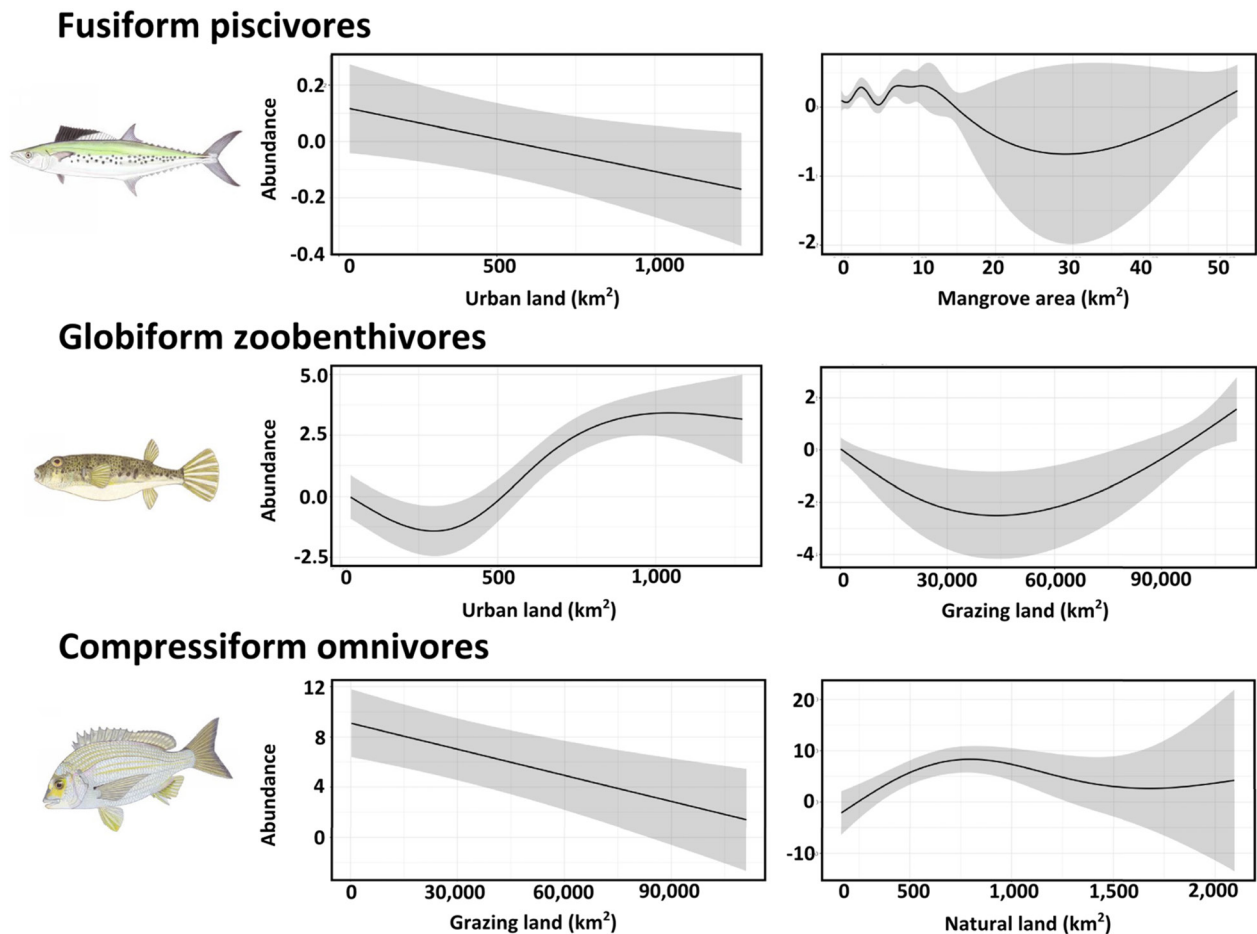 Fusiform piscivores
Abundance
0.2
0.0
-0.2
-0.4
0 500 1,000
Urban land (km²)
0
-1
-2
0 10 20 30 40 50
Mangrove area (km²)
Globiform zoobenthivores
Abundance
5.0
2.5
0.0
-2.5
0 500 1,000
Urban land (km²)
2
0
-2
-4
0 30,000 60,000 90,000
Grazing land (km²)
Compressiform omnivores
Abundance
12
8
4
0
0 30,000 60,000 90,000
Grazing land (km²)
20
10
0
-10
0 500 1,000 1,500 2,000
Natural land (km²)